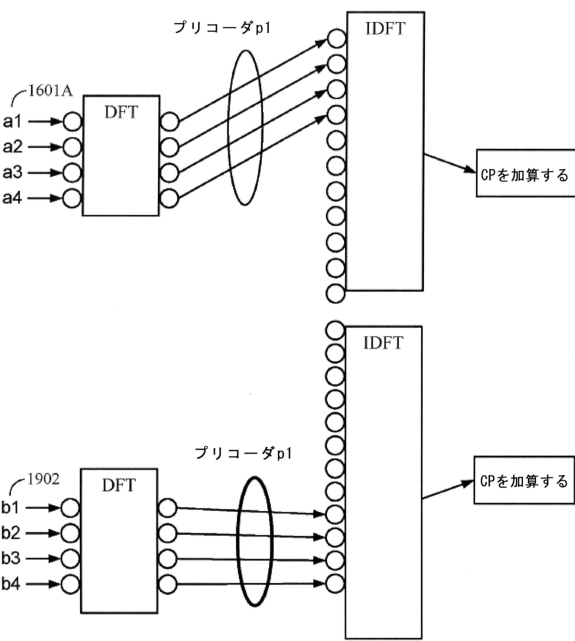 プリコーダp1
IDFT
1601A
DFT
a1
a2
a3
a4
CPを加算する
IDFT
プリコーダp1
1902
DFT
b1
b2
b3
b4
CPを加算する